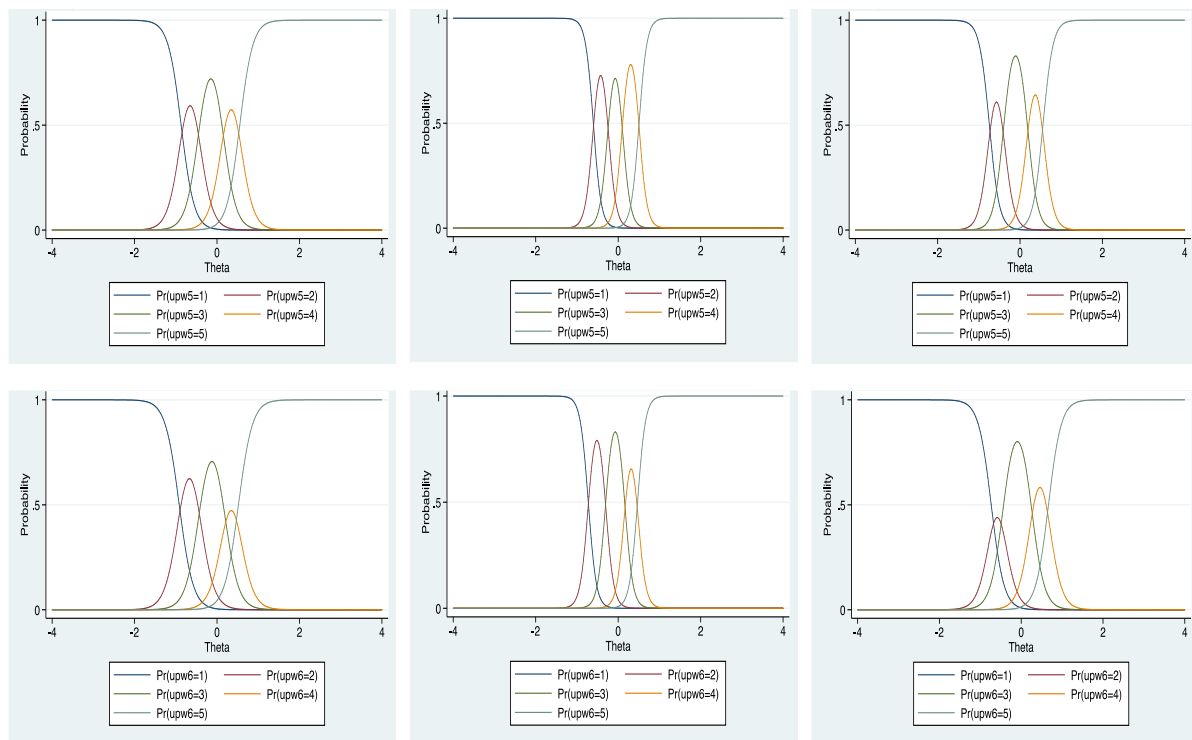 1
.5
0
Probability
-4 -2 0 2 4
Theta
Pr(upw5=1) Pr(upw5=2)
Pr(upw5=3) Pr(upw5=4)
Pr(upw5=5)
1
.5
0
Probability
-4 -2 0 2 4
Theta
Pr(upw5=1) Pr(upw5=2)
Pr(upw5=3) Pr(upw5=4)
Pr(upw5=5)
1
.5
0
Probability
-4 -2 0 2 4
Theta
Pr(upw5=1) Pr(upw5=2)
Pr(upw5=3) Pr(upw5=4)
Pr(upw5=5)
1
.5
0
Probability
-4 -2 0 2 4
Theta
Pr(upw6=1) Pr(upw6=2)
Pr(upw6=3) Pr(upw6=4)
Pr(upw6=5)
1
.5
0
Probability
-4 -2 0 2 4
Theta
Pr(upw6=1) Pr(upw6=2)
Pr(upw6=3) Pr(upw6=4)
Pr(upw6=5)
1
.5
0
Probability
-4 -2 0 2 4
Theta
Pr(upw6=1) Pr(upw6=2)
Pr(upw6=3) Pr(upw6=4)
Pr(upw6=5)